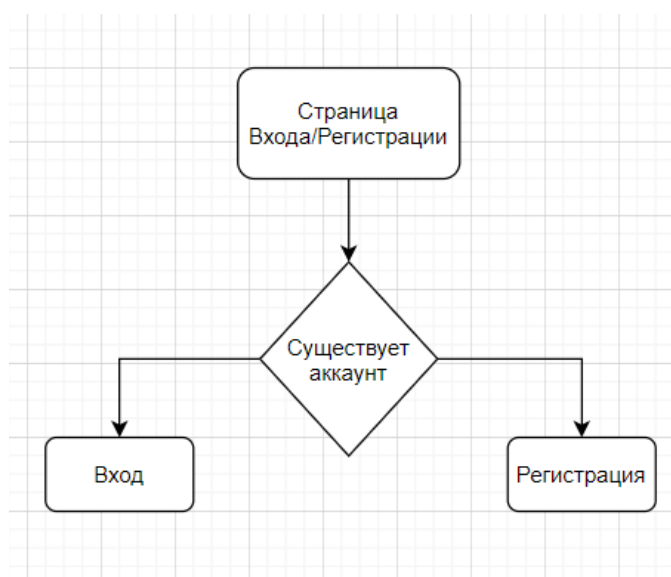 Страница
Входа/Регистрации
Существует
аккаунт
Вход
Регистрация